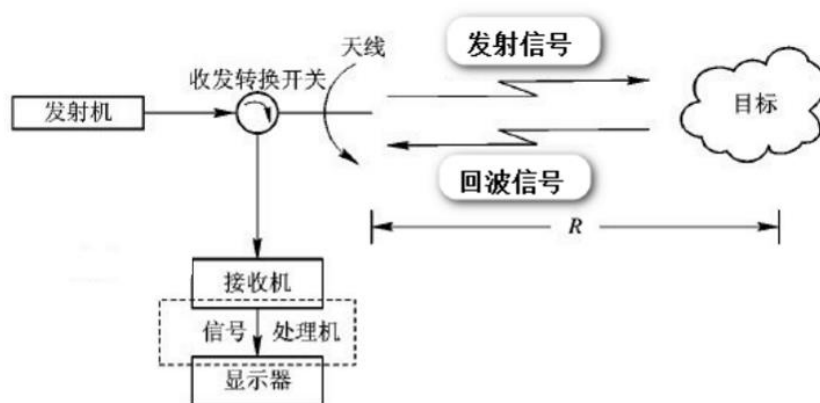 天线
发射信号
收发转换开关
发射机
目标
回波信号
R
接收机
信号 处理机
显示器